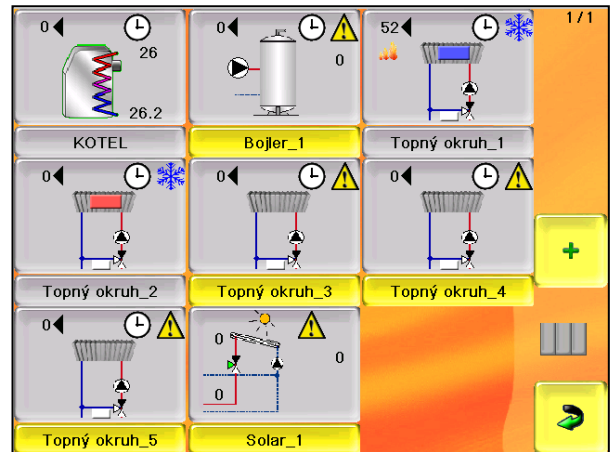 1/1
0
26
26.2
KOTEL
0
0
Bojler_1
52
Topný okruh_1
0
Topný okruh_2
0
Topný okruh_3
0
Topný okruh_4
+
0
Topný okruh_5
0
0
0
Solar_1